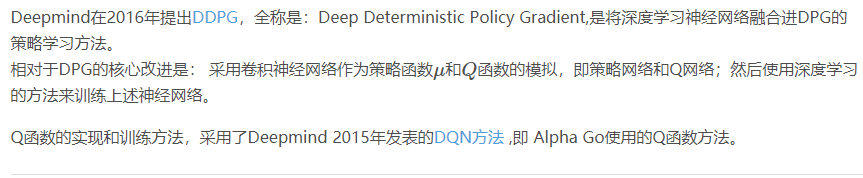 Deepmind在2016年提出DDPG，全称是：Deep Deterministic Policy Gradient,是将深度学习神经网络融合进DPG的
策略学习方法。
相对于DPG的核心改进是： 采用卷积神经网络作为策略函数μ和Q函数的模拟，即策略网络和Q网络；然后使用深度学习
的方法来训练上述神经网络。
Q函数的实现和训练方法，采用了Deepmind 2015年发表的DQN方法 ,即 Alpha Go使用的Q函数方法。